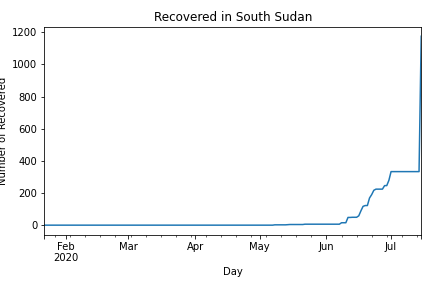 Recovered in South Sudan
1200
1000
800
600
400
200
0
Number of Recovered
Feb
2020
Mar
Apr
May
Jun
Jul
Day